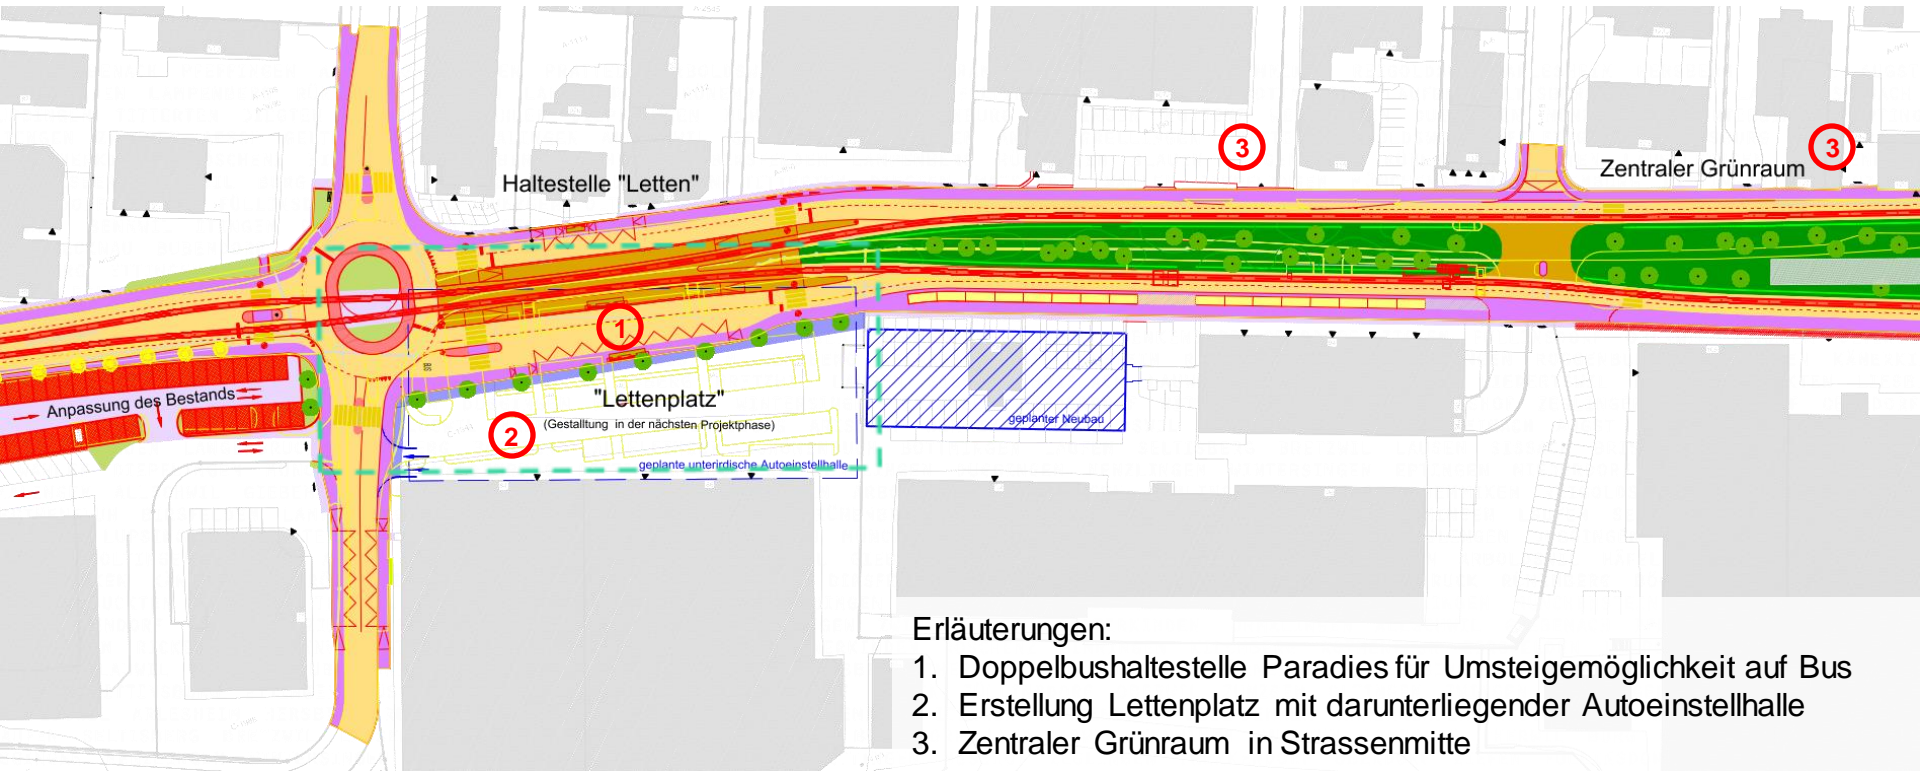 Haltestelle "Letten"
Zentraler Grünraum
3
3
1
Anpassung des Bestands
"Lettenplatz"
(Gestalltung in der nächsten Projektphase)
2
geplanter Neubau
geplante unterirdische Autoeinstellhalle
Erläuterungen:
1. Doppelbushaltestelle Paradies für Umsteigemöglichkeit auf Bus
2. Erstellung Lettenplatz mit darunterliegender Autoeinstellhalle
3. Zentraler Grünraum in Strassenmitte